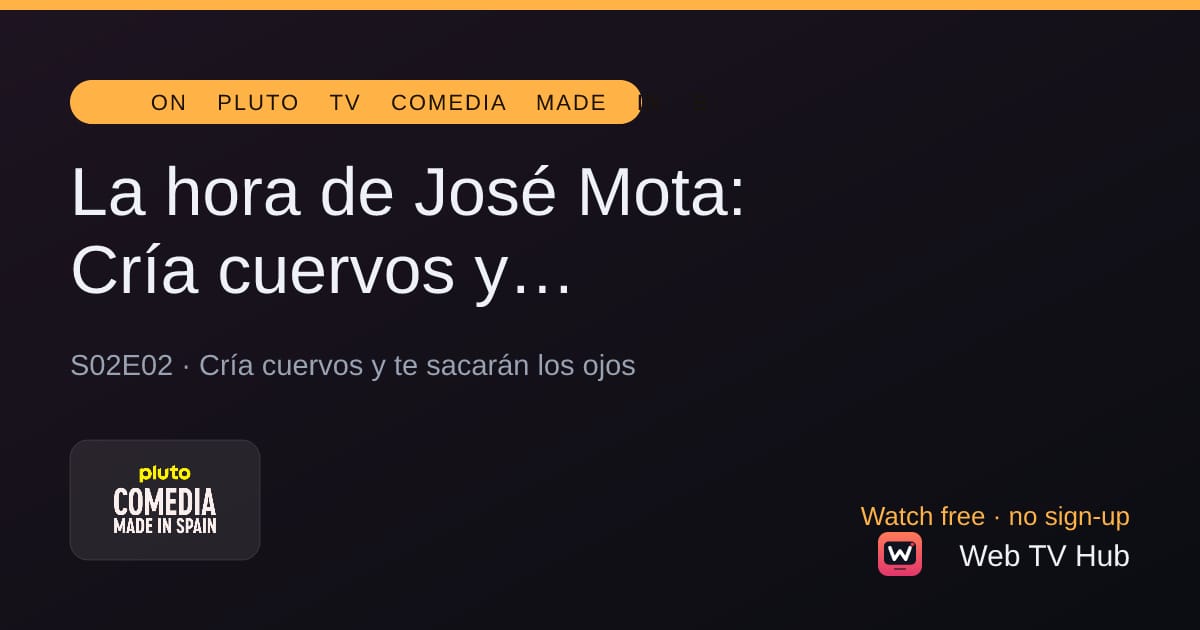 ON PLUTO TV COMEDIA MADE
La hora de José Mota:
Cría cuervos y…
S02E02 · Cría cuervos y te sacarán los ojos
pluto
COMEDIA
MADE IN SPAIN
Watch free · no sign-up
W
Web TV Hub